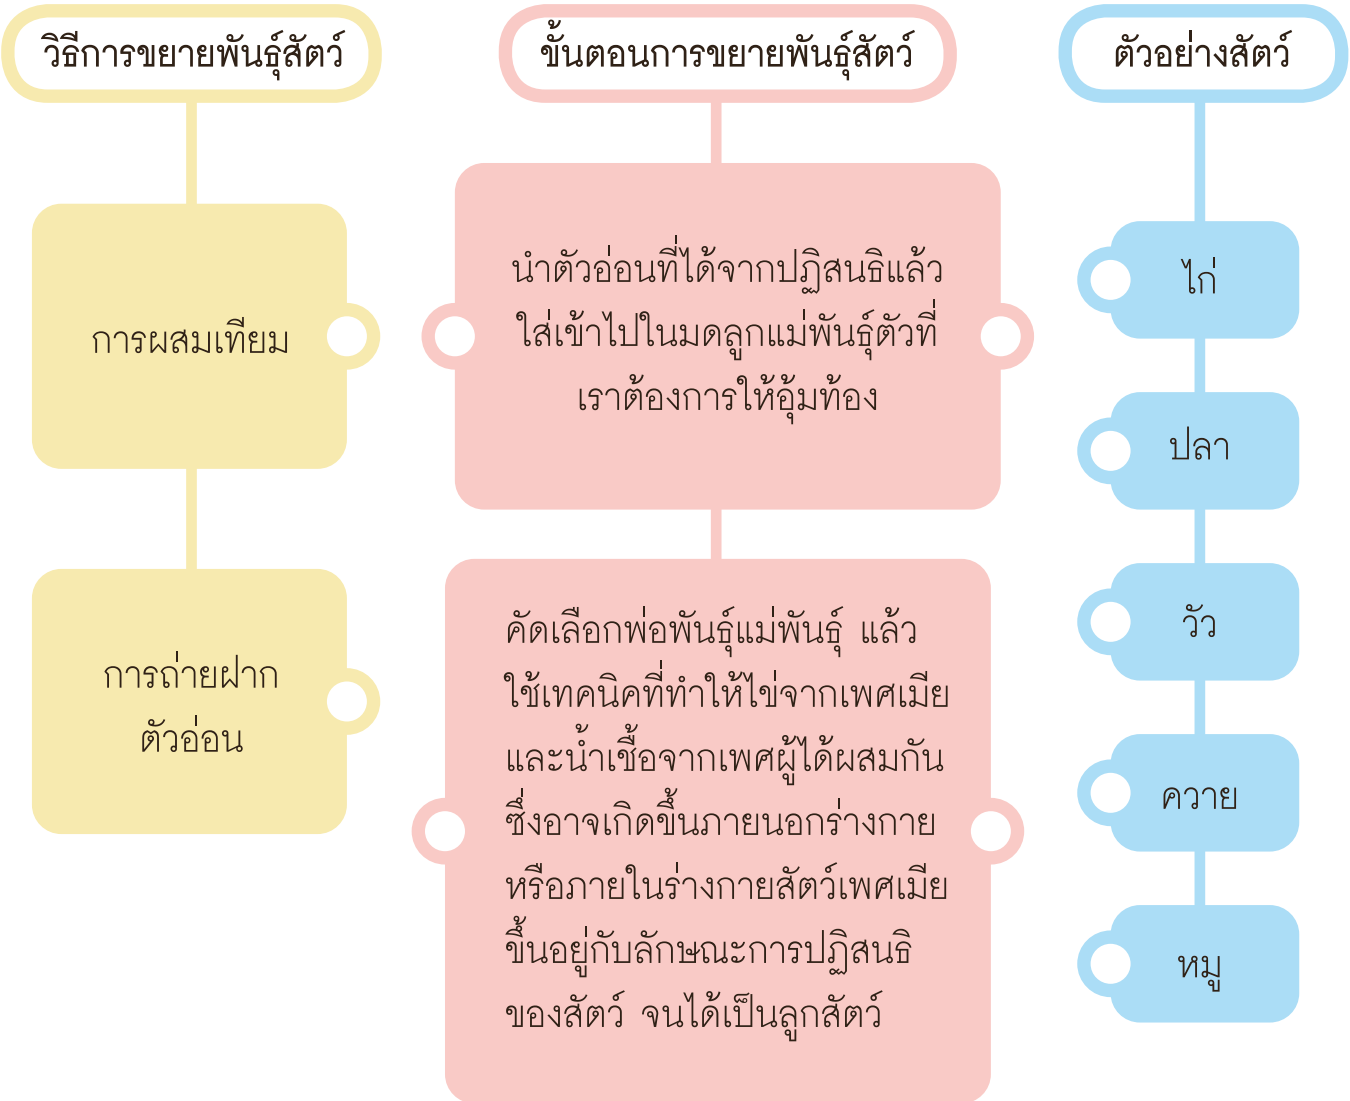 วิธีการขยายพันธุ์สัตว์
การผสมเทียม
การถ่ายฝาก
ตัวอ่อน
ขั้นตอนการขยายพันธุ์สัตว์
นำตัวอ่อนที่ได้จากปฏิสนธิแล้ว
ใส่เข้าไปในมดลูกแม่พันธุ์ตัวที่
เราต้องการให้อุ้มท้อง
คัดเลือกพ่อพันธุ์แม่พันธุ์ แล้ว
ใช้เทคนิคที่ทำให้ไข่จากเพศเมีย
และน้ำเชื้อจากเพศผู้ได้ผสมกัน
ซึ่งอาจเกิดขึ้นภายนอกร่างกาย
หรือภายในร่างกายสัตว์เพศเมีย
ขึ้นอยู่กับลักษณะการปฏิสนธิ
ของสัตว์ จนได้เป็นลูกสัตว์
ตัวอย่างสัตว์
ไก่
ปลา
วัว
ควาย
หมู